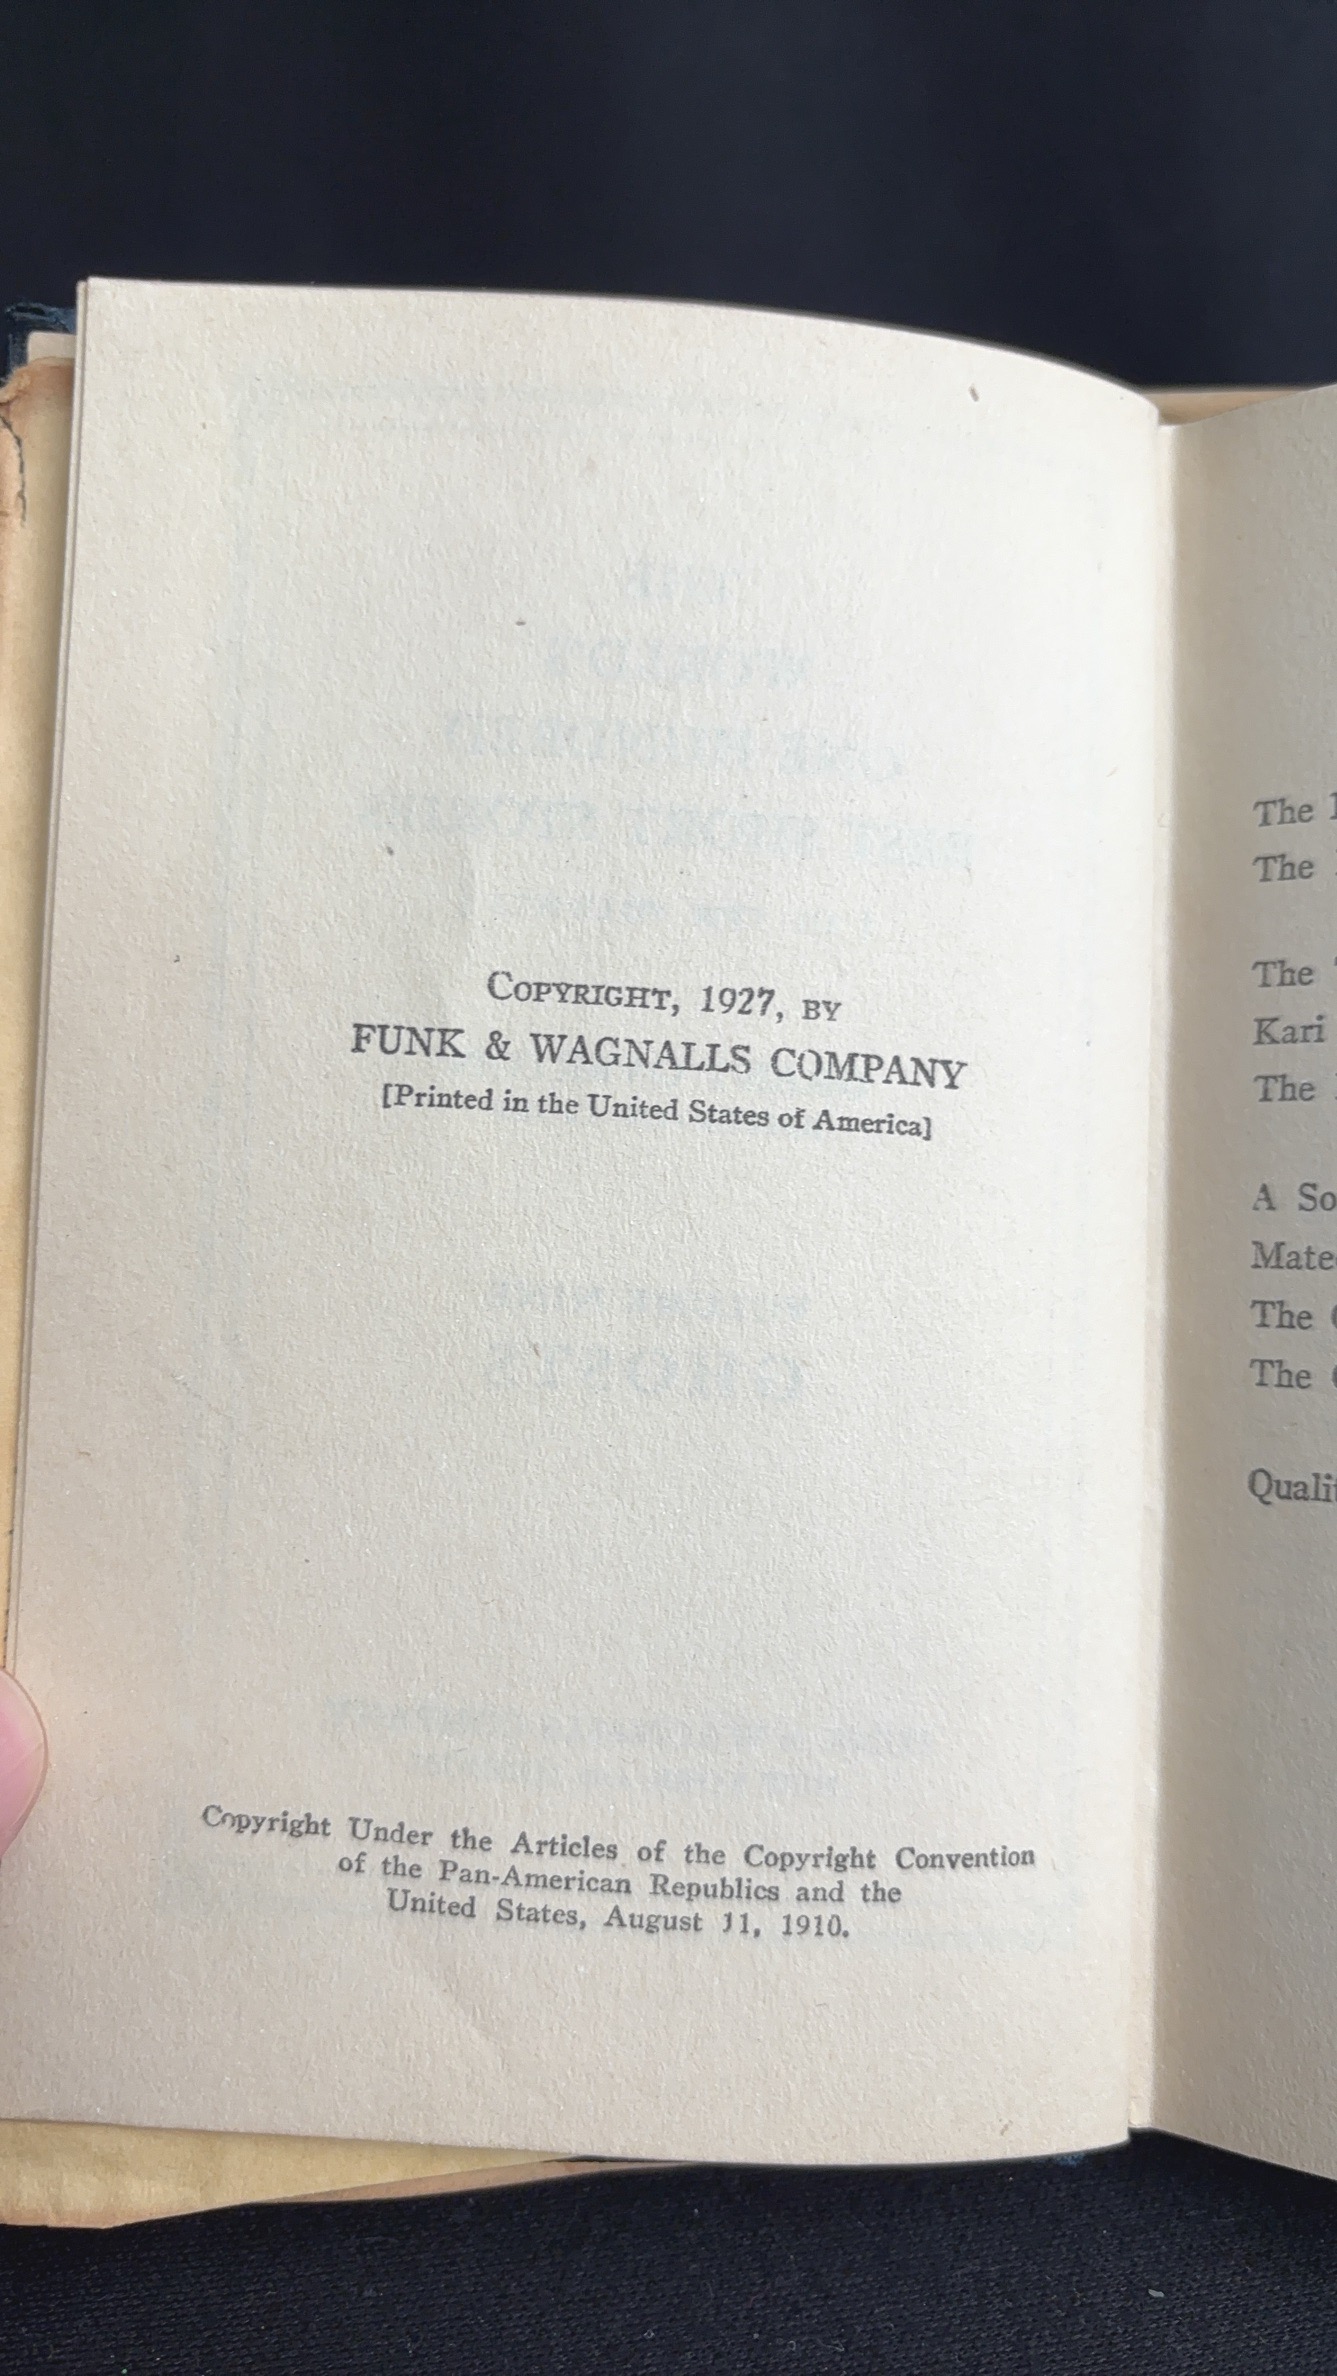 COPYRIGHT, 1927, BY
FUNK & WAGNALLS COMPANY
[Printed in the United States of America]
Copyright Under the Articles of the Copyright Convention
of the Pan-American Republics and the
United States, August 11, 1910.
The
The
The
Kari
The
A
The
The